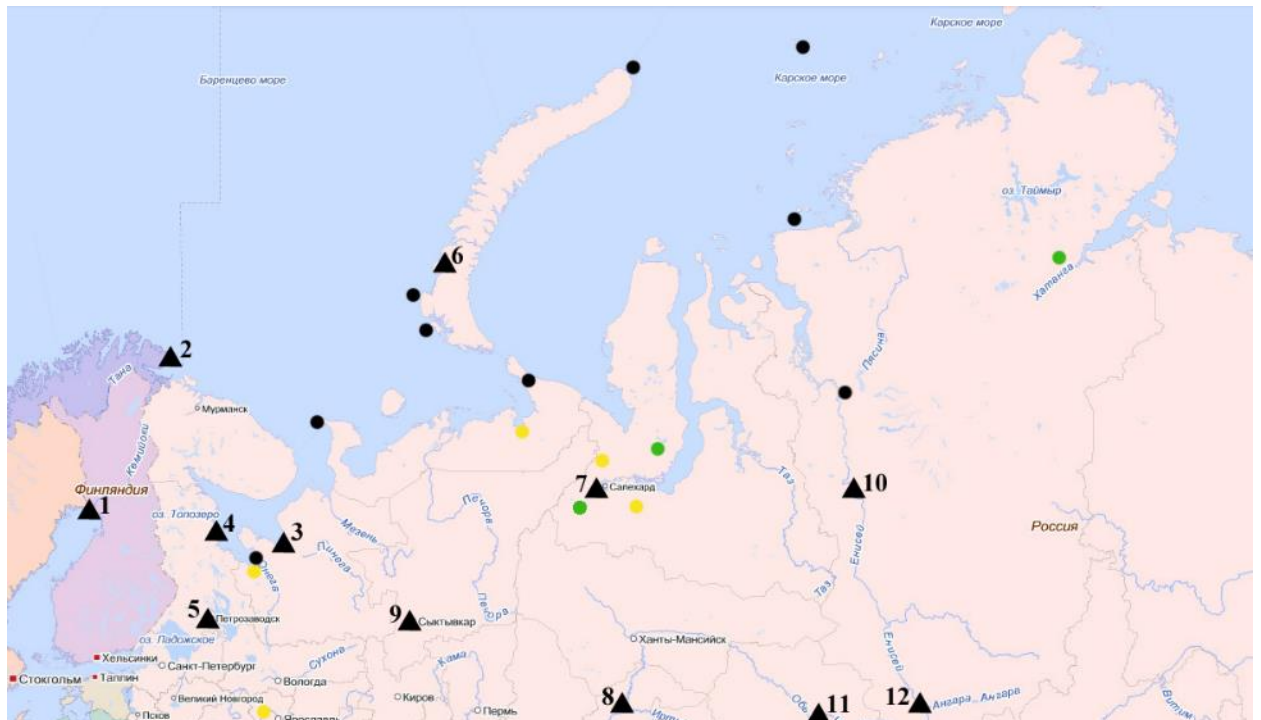 Карское море
Баренцево море
Карское море
оз. Таймыр
6
Хатанга
2
Тана
Пясина
Мурманск
Кемийоки
Финляндия
1
оз. Топозеро
4
3
Мезень
Пинега
Печора
7
Салехард
Таз
10
Россия
Онега
Енисей
5
Петрозаводск
9
Сыктывкар
Печора
Таз
оз. Ладожское
Ханты-Мансийск
Енисей
Хельсинки
Санкт-Петербург
Сухона
Кама
Стокгольм
Таллин
Вологда
Великий Новгород
Киров
8
Обь
11
12
Ангара
Ангара
Витим
Псков
Ярославль
Пермь